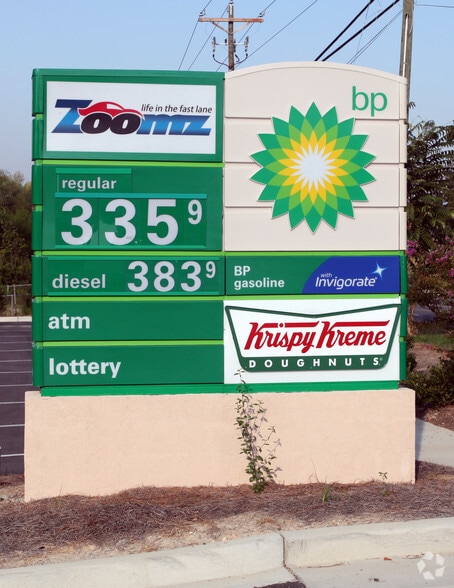 life in the fast lane
Zoomz
bp
regular
335 9
diesel 383 9
BP
gasoline
with
Invigorate
atm
lottery
Krispy Kreme
DOUGHNUTS